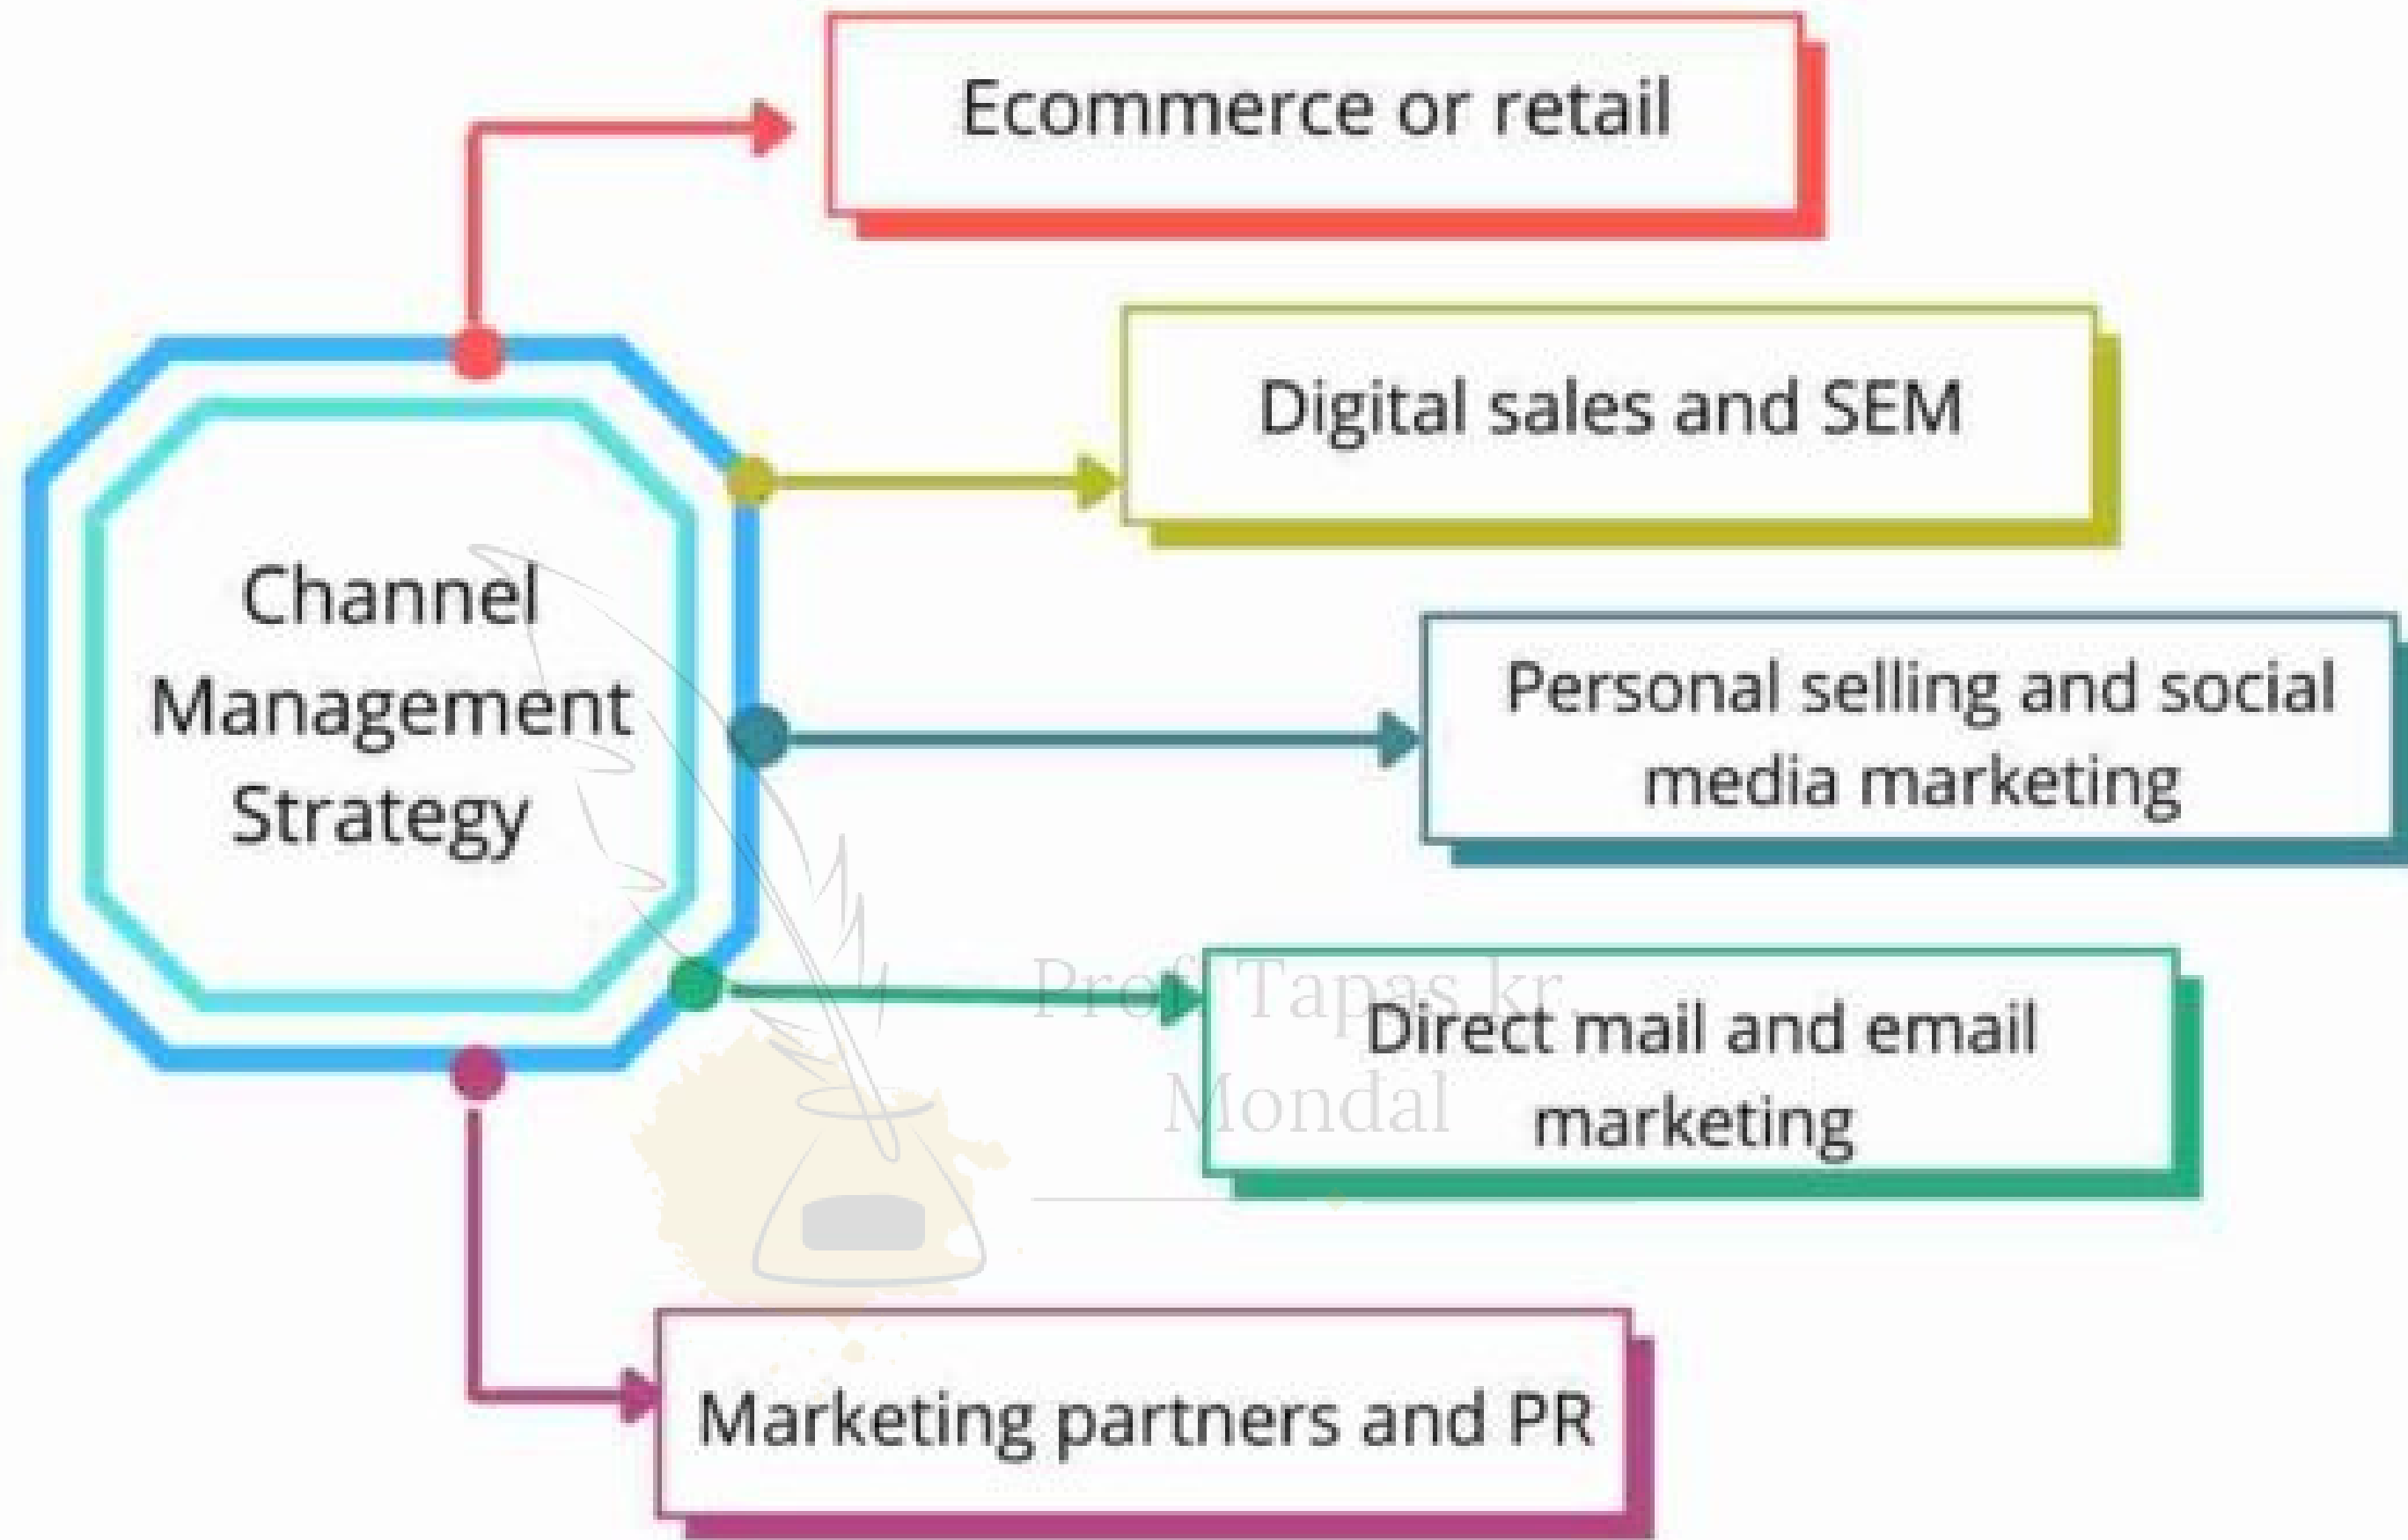 Ecommerce or retail
Digital sales and SEM
Channel
Management
Strategy
Personal selling and social
media marketing
Prof. Tapas kr
Mondal
Direct mail and email
marketing
Marketing partners and PR